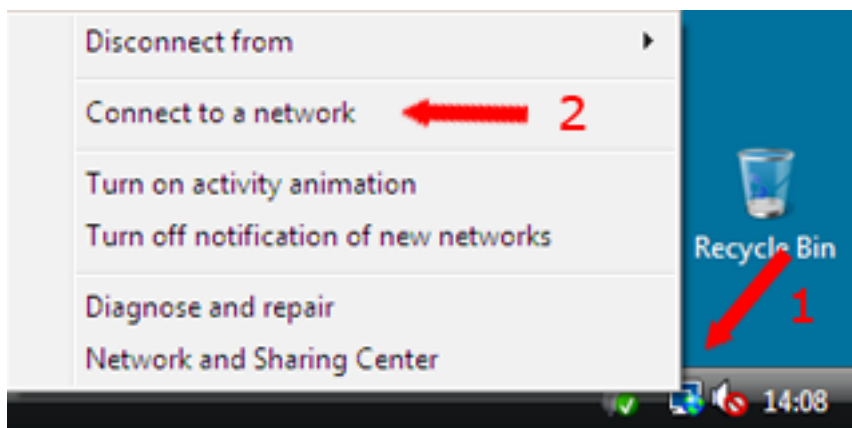 Disconnect from
Connect to a network
2
Turn on activity animation
Turn off notification of new networks
Recycle Bin
Diagnose and repair
1
Network and Sharing Center
14:08